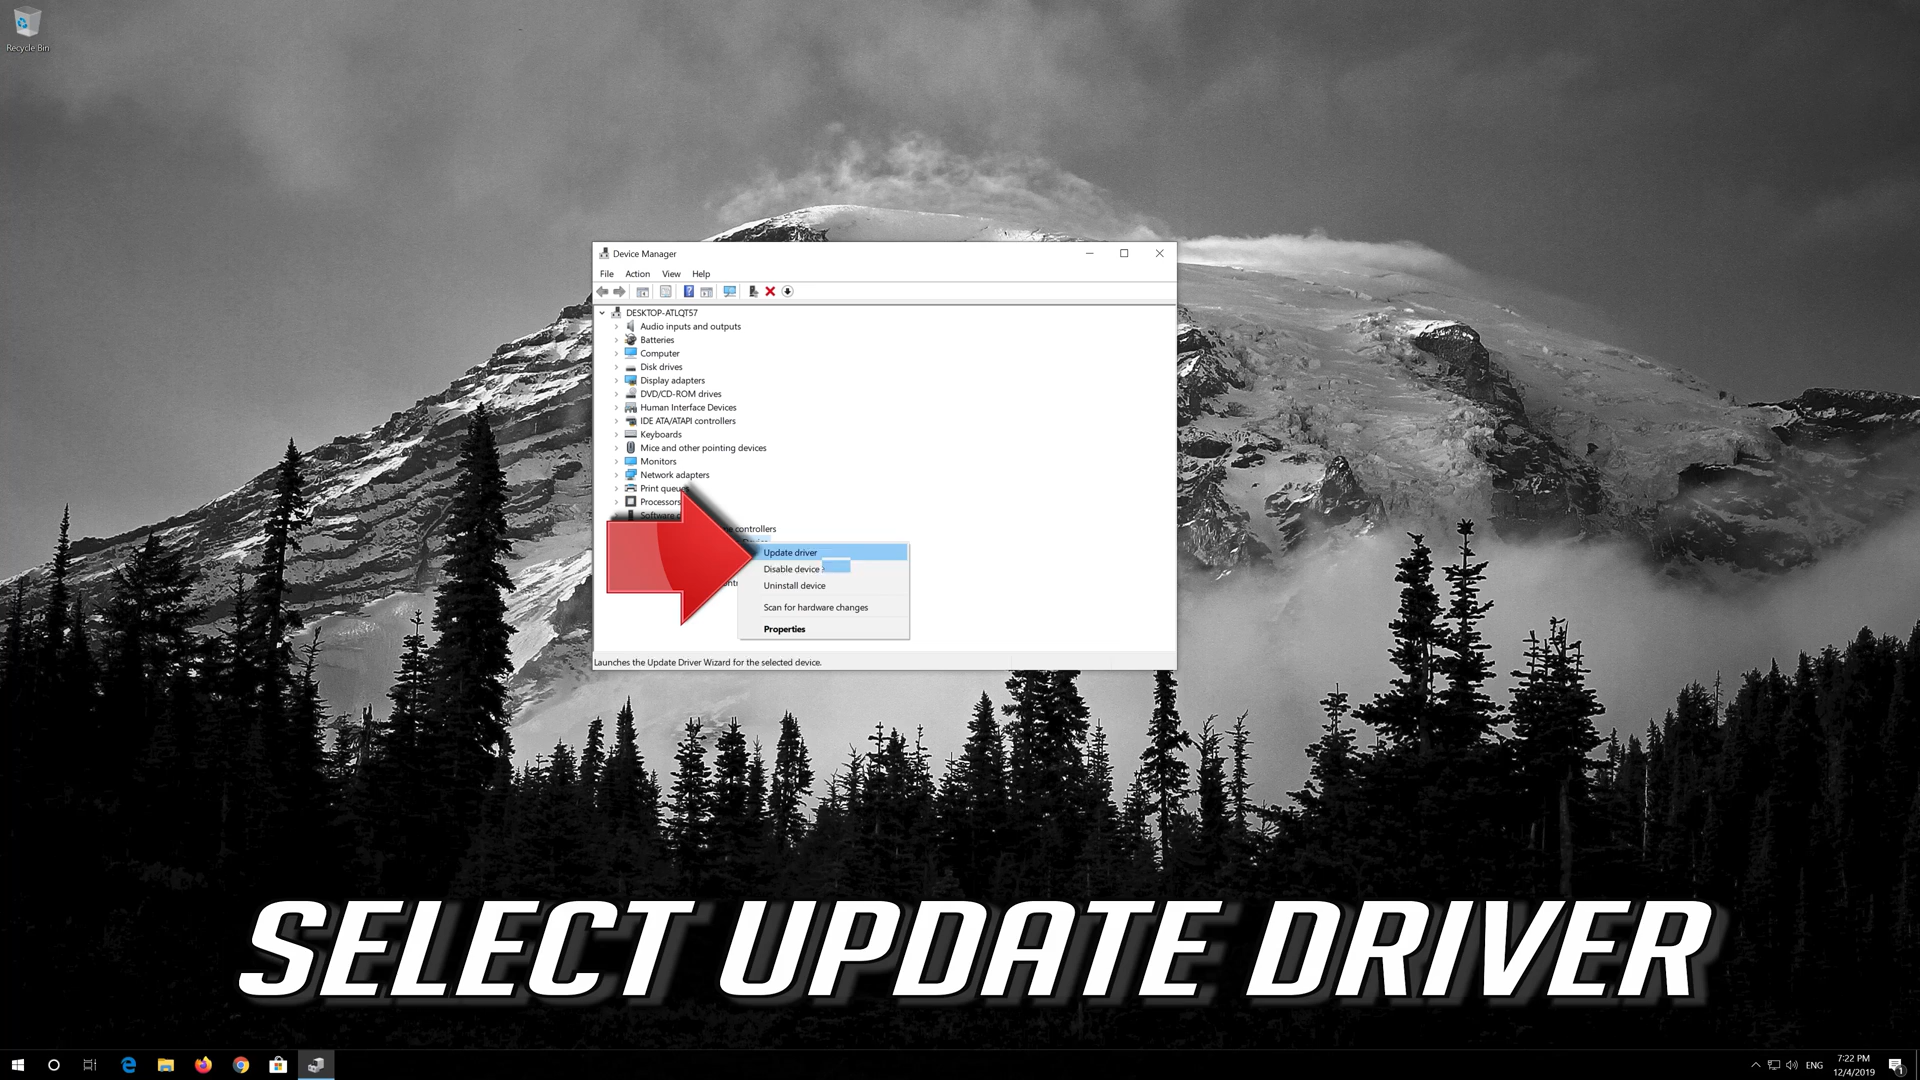 Recycle Bin
Device Manager
File Action View Help
DESKTOP-ATLQT57
Audio inputs and outputs
Batteries
Computer
Disk drives
Display adapters
DVD/CD-ROM drives
Human Interface Devices
IDE ATA/ATAPI controllers
Keyboards
Mice and other pointing devices
Monitors
Network adapters
Print queues
Processors
Software
controllers
Update driver
Disable device
Uninstall device
Scan for hardware changes
Properties
Launches the Update Driver Wizard for the selected device.
SELECT UPDATE DRIVER
ENG
7:22 PM
12/4/2019
1